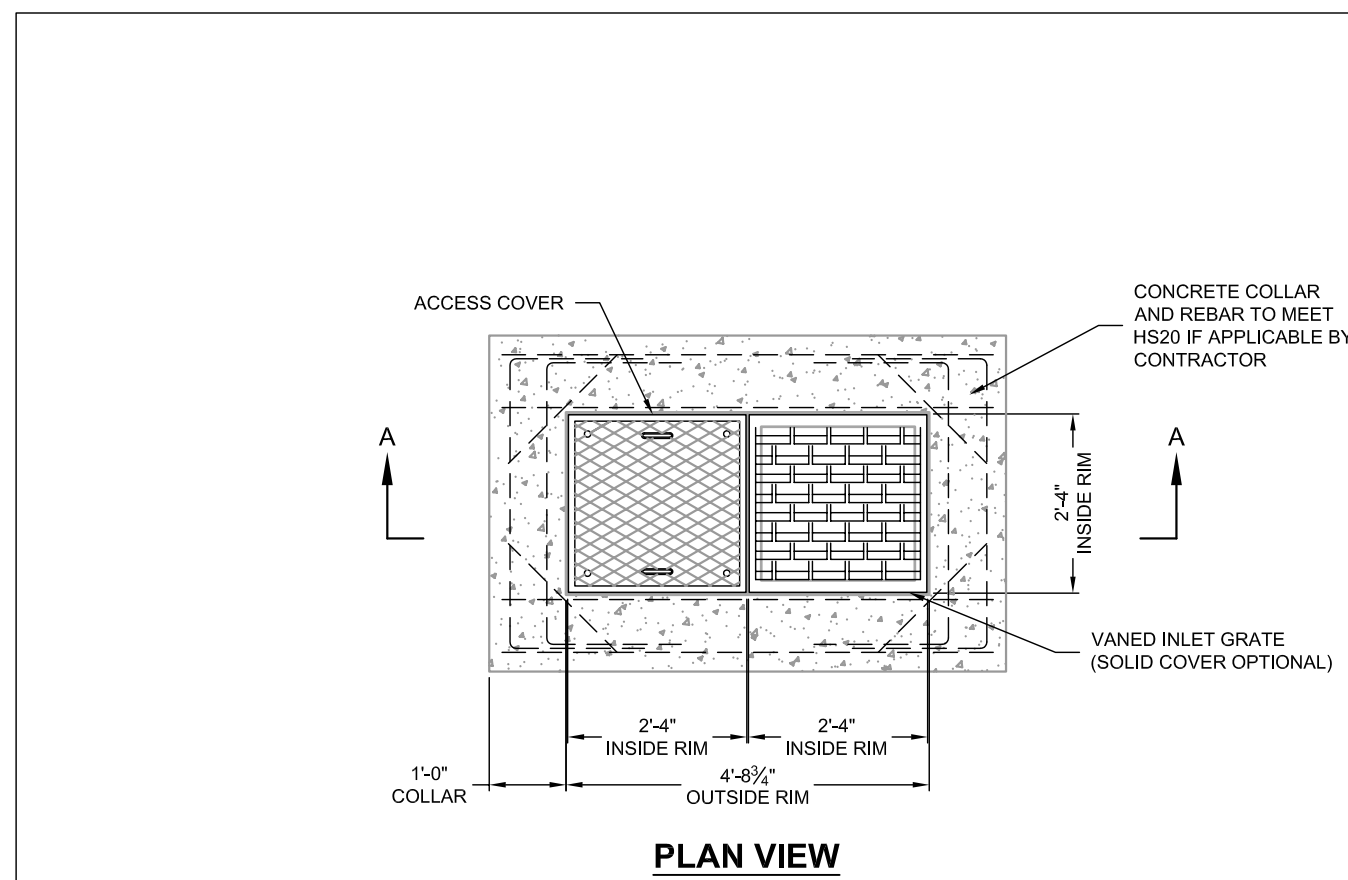 ACCESS COVER
CONCRETE COLLAR
AND REBAR TO MEET
HS20 IF APPLICABLE BY
CONTRACTOR
A
A
2'-4"
INSIDE RIM
VANED INLET GRATE
(SOLID COVER OPTIONAL)
2'-4"
INSIDE RIM
2'-4"
INSIDE RIM
1'-0"
COLLAR
4'-8¾"
OUTSIDE RIM
PLAN VIEW